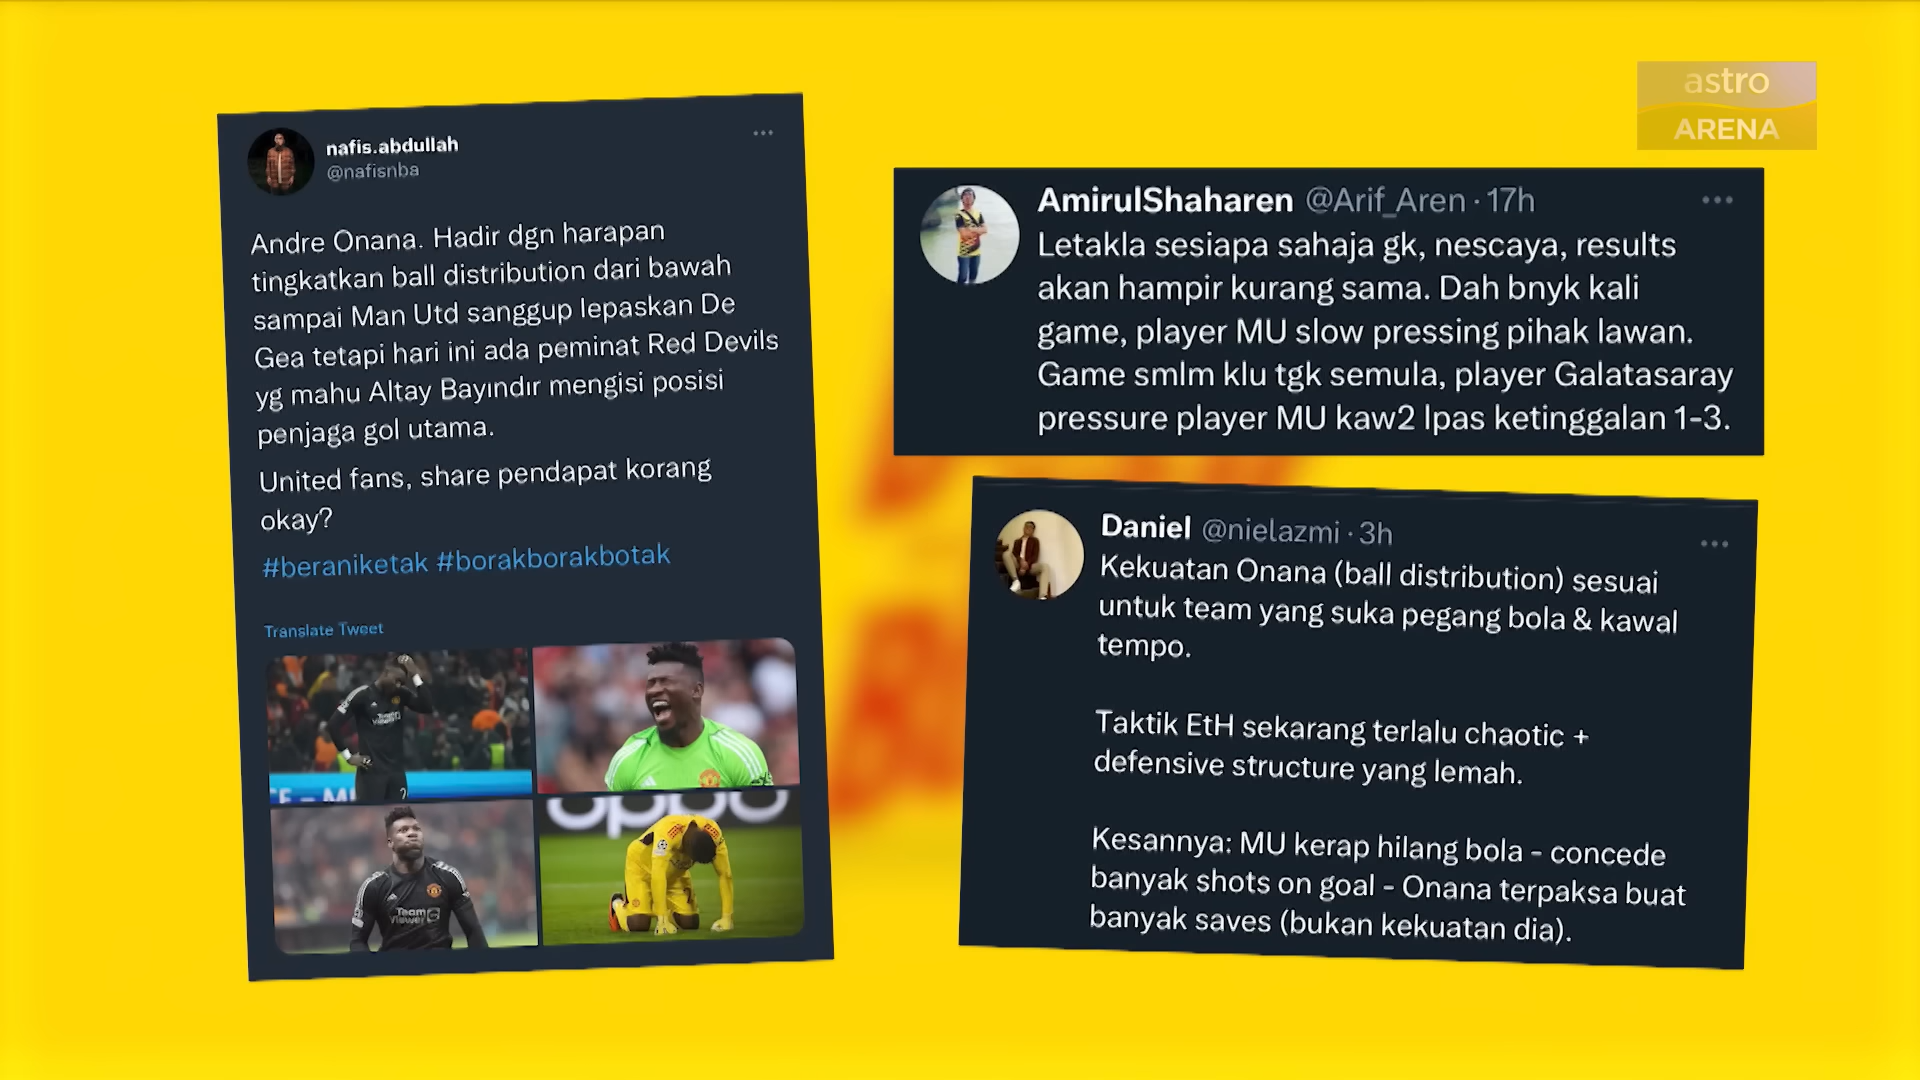 astro
ARENA
nafis.abdullah
@nafisnba
Andre Onana. Hadir dgn harapan
tingkatkan ball distribution dari bawah
sampai Man Utd sanggup lepaskan De
Gea tetapi hari ini ada peminat Red Devils
yg mahu Altay Bayındır mengisi posisi
penjaga gol utama.
United fans, share pendapat korang
okay?
#beraniketak #borakborakbotak
Translate Tweet
Team
Viewer
oppo
Team
Viewer
AmirulShaharen @Arif_Aren · 17h
Letakla sesiapa sahaja gk, nescaya, results
akan hampir kurang sama. Dah bnyk kali
game, player MU slow pressing pihak lawan.
Game smlm klu tgk semula, player Galatasaray
pressure player MU kaw2 lpas ketinggalan 1-3.
Daniel @nielazmi · 3h
Kekuatan Onana (ball distribution) sesuai
untuk team yang suka pegang bola & kawal
tempo.
Taktik EtH sekarang terlalu chaotic +
defensive structure yang lemah.
Kesannya: MU kerap hilang bola - concede
banyak shots on goal - Onana terpaksa buat
banyak saves (bukan kekuatan dia).